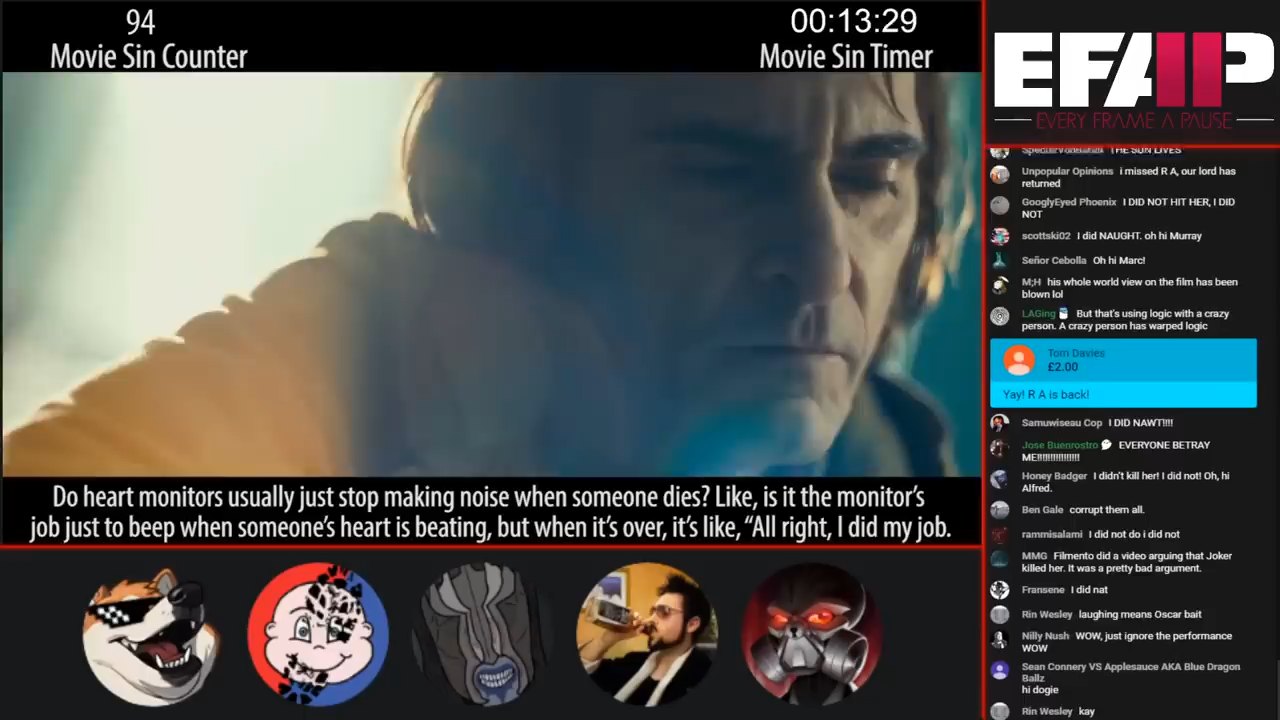 94
Movie Sin Counter
00:13:29
Movie Sin Timer
EFAP
EVERY FRAME A PAUSE
Do heart monitors usually just stop making noise when someone dies? Like, is it the monitor's
job just to beep when someone's heart is beating, but when it's over, it's like, “All right, I did my job.
THE SUN LIVES
Unpopular Opinions i missed R A, our lord has
returned
GooglyEyed Phoenix I DID NOT HIT HER, I DID
NOT
scottski02 I did NAUGHT. oh hi Murray
Señor Cebolla Oh hi Marc!
M;H his whole world view on the film has been
blown lol
LAGing But that's using logic with a crazy
person. A crazy person has warped logic
Tom Davies
£2.00
Yay! R A is back!
Samuwiseau Cop I DID NAWT!!!!
Jose Buenrostro EVERYONE BETRAY
ME!!!!!!!!!!!!!!!!!
Honey Badger I didn't kill her! I did not! Oh, hi
Alfred.
Ben Gale corrupt them all.
rammisalami I did not do i did not
MMG Filmento did a video arguing that Joker
killed her. It was a pretty bad argument.
Fransene I did nat
Rin Wesley laughing means Oscar bait
Nilly Nush WOW, just ignore the performance
WOW
Sean Connery VS Applesauce AKA Blue Dragon
Ballz
hi dogie
Rin Wesley kay